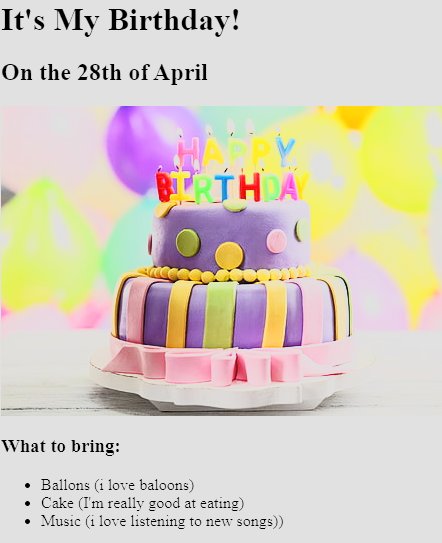 It's My Birthday!
On the 28th of April
HAPPY
BIRTHDAY
What to bring:
Ballons (i love baloons)
Cake (I'm really good at eating)
Music (i love listening to new songs))